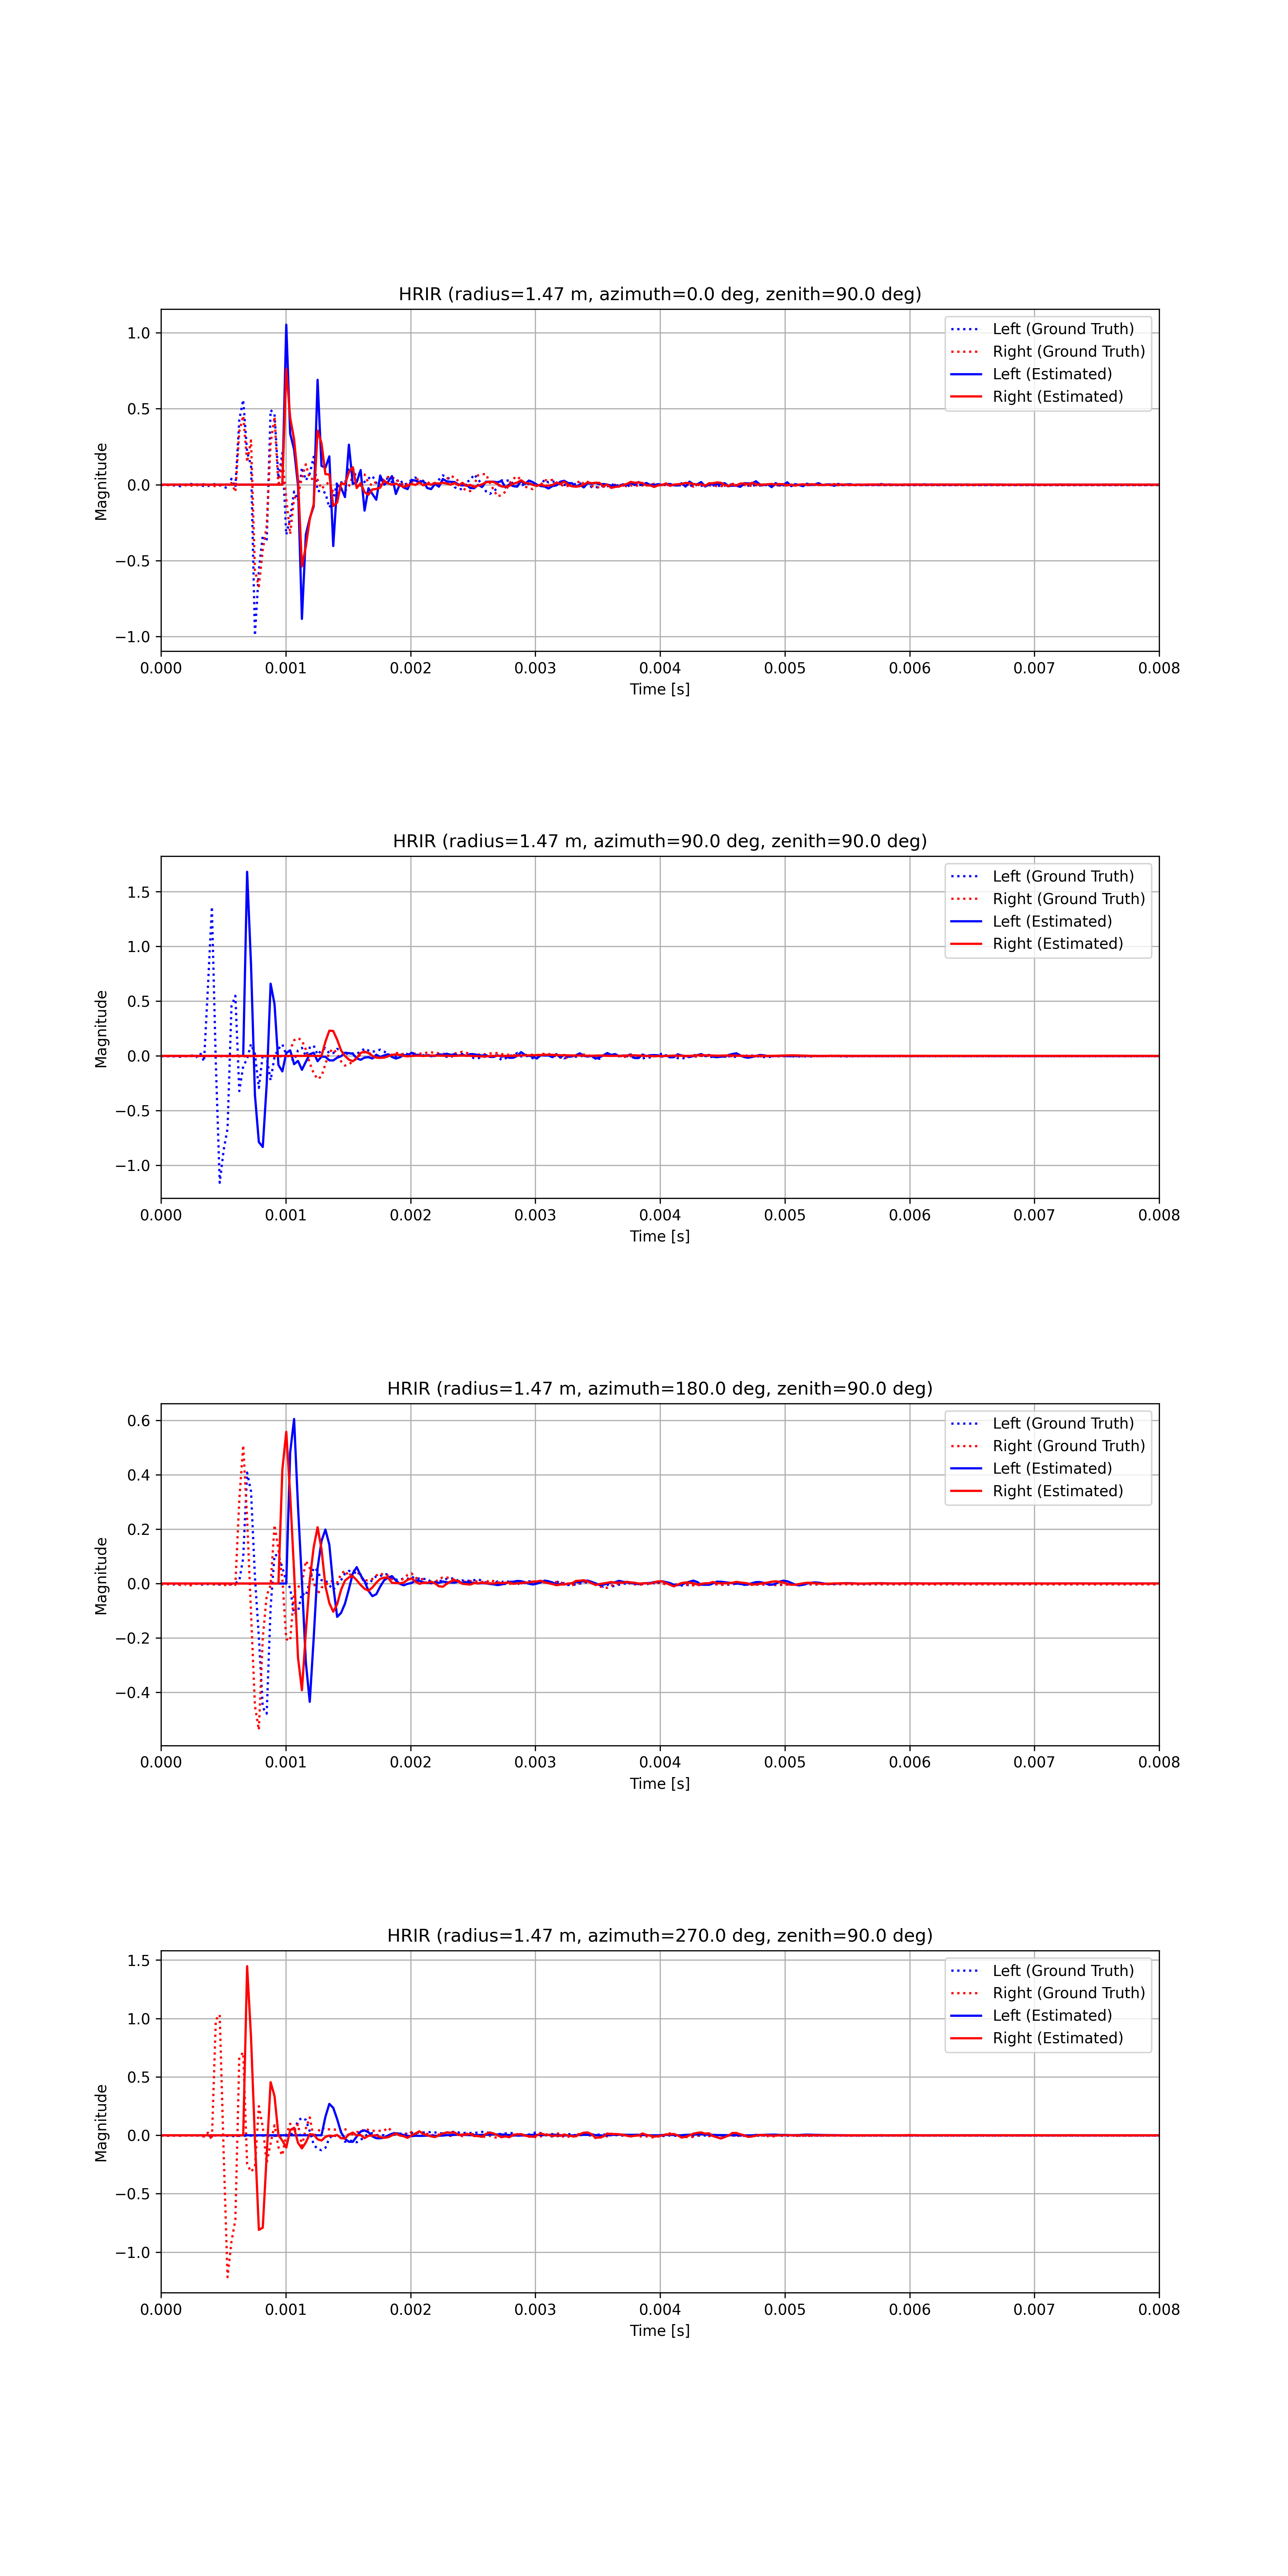 HRIR (radius=1.47 m, azimuth=0.0 deg, zenith=90.0 deg)
Left (Ground Truth)
Right (Ground Truth)
Left (Estimated)
Right (Estimated)
Magnitude
1.0
0.5
0.0
−0.5
−1.0
0.000 0.001 0.002 0.003 0.004 0.005 0.006 0.007 0.008
Time [s]
HRIR (radius=1.47 m, azimuth=90.0 deg, zenith=90.0 deg)
Left (Ground Truth)
Right (Ground Truth)
Left (Estimated)
Right (Estimated)
Magnitude
1.5
1.0
0.5
0.0
−0.5
−1.0
0.000 0.001 0.002 0.003 0.004 0.005 0.006 0.007 0.008
Time [s]
HRIR (radius=1.47 m, azimuth=180.0 deg, zenith=90.0 deg)
Left (Ground Truth)
Right (Ground Truth)
Left (Estimated)
Right (Estimated)
Magnitude
0.6
0.4
0.2
0.0
−0.2
−0.4
0.000 0.001 0.002 0.003 0.004 0.005 0.006 0.007 0.008
Time [s]
HRIR (radius=1.47 m, azimuth=270.0 deg, zenith=90.0 deg)
Left (Ground Truth)
Right (Ground Truth)
Left (Estimated)
Right (Estimated)
Magnitude
1.5
1.0
0.5
0.0
−0.5
−1.0
0.000 0.001 0.002 0.003 0.004 0.005 0.006 0.007 0.008
Time [s]